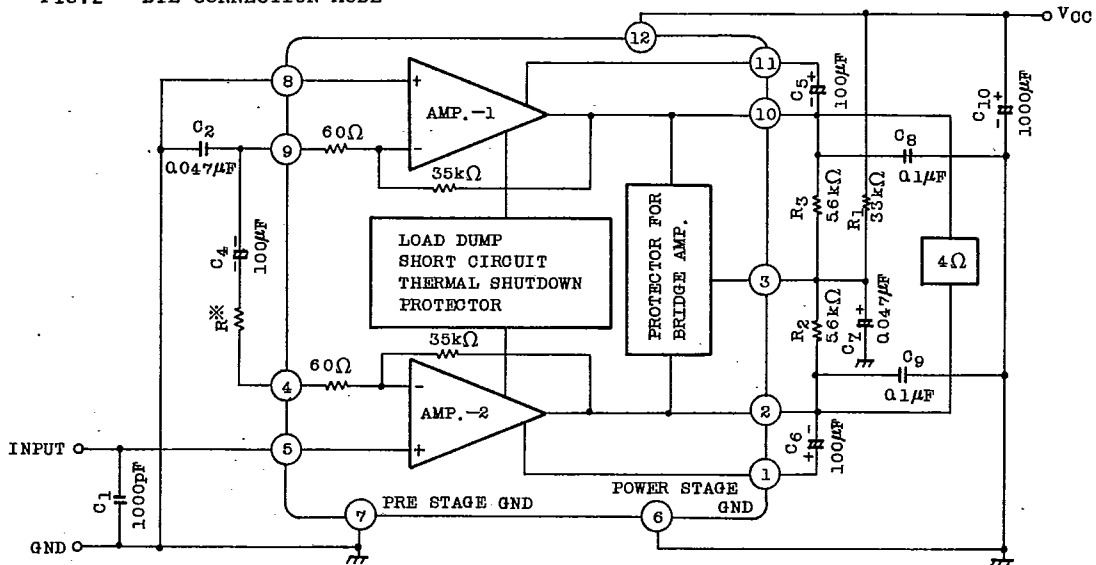 FIG.2 BTL CONNECTION MODE
VCC
12
8
+
11
C5
+
-
100µF
C10
+
-
1000µF
AMP.-1
10
C2
0.047µF
9
60Ω
-
35kΩ
C8
0.1µF
R3
5.6kΩ
R1
33kΩ
C4
-
100µF
LOAD DUMP
SHORT CIRCUIT
THERMAL SHUTDOWN
PROTECTOR
PROTECTOR FOR
BRIDGE AMP.
3
4Ω
R※
R2
5.6kΩ
C7
+
0.047µF
35kΩ
4
60Ω
-
C9
0.1µF
AMP.-2
2
INPUT
5
+
C6
-
+
100µF
1
C1
1000pF
7
PRE STAGE GND
POWER STAGE
GND
6
GND